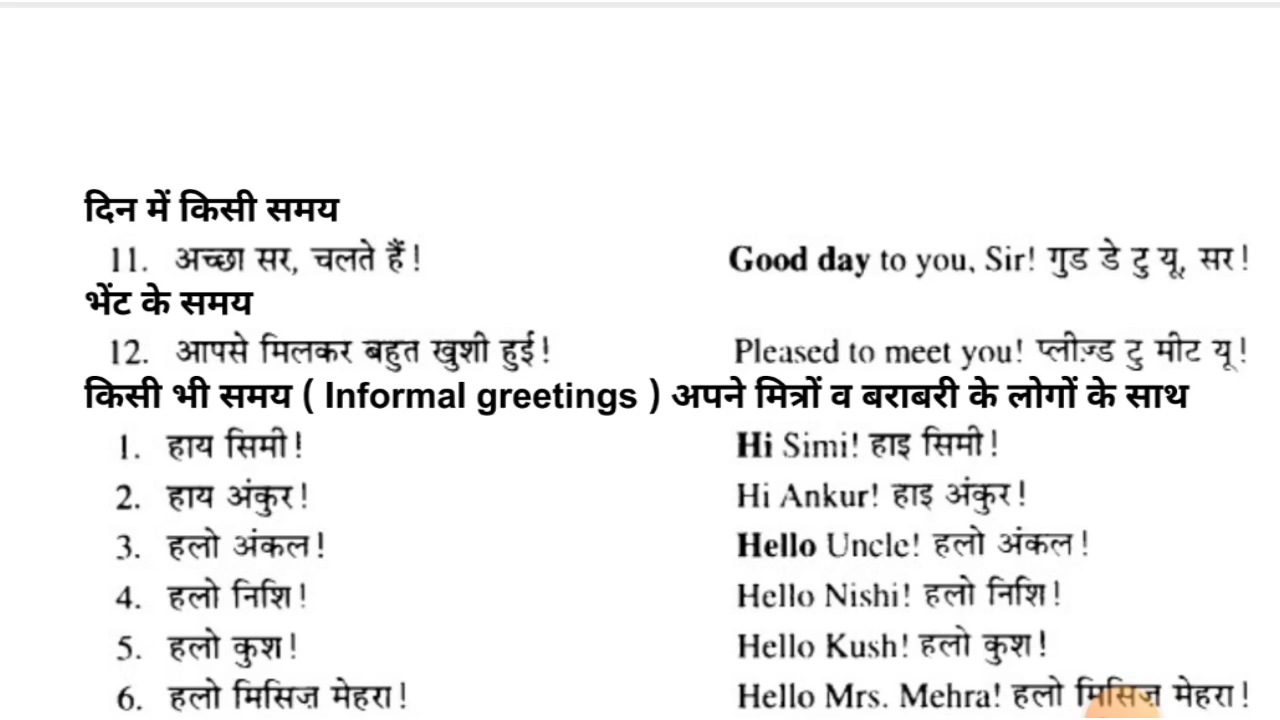 दिन में किसी समय
11. अच्छा सर, चलते हैं! Good day to you, Sir! गुड डे टु यू, सर!
भेंट के समय
12. आपसे मिलकर बहुत खुशी हुई! Pleased to meet you! प्लीज़्ड टु मीट यू!
किसी भी समय ( Informal greetings ) अपने मित्रों व बराबरी के लोगों के साथ
1. हाय सिमी! Hi Simi! हाइ सिमी!
2. हाय अंकुर! Hi Ankur! हाइ अंकुर!
3. हलो अंकल! Hello Uncle! हलो अंकल!
4. हलो निशि! Hello Nishi! हलो निशि!
5. हलो कुश! Hello Kush! हलो कुश!
6. हलो मिसिज़ मेहरा! Hello Mrs. Mehra! हलो मिसिज़ मेहरा!